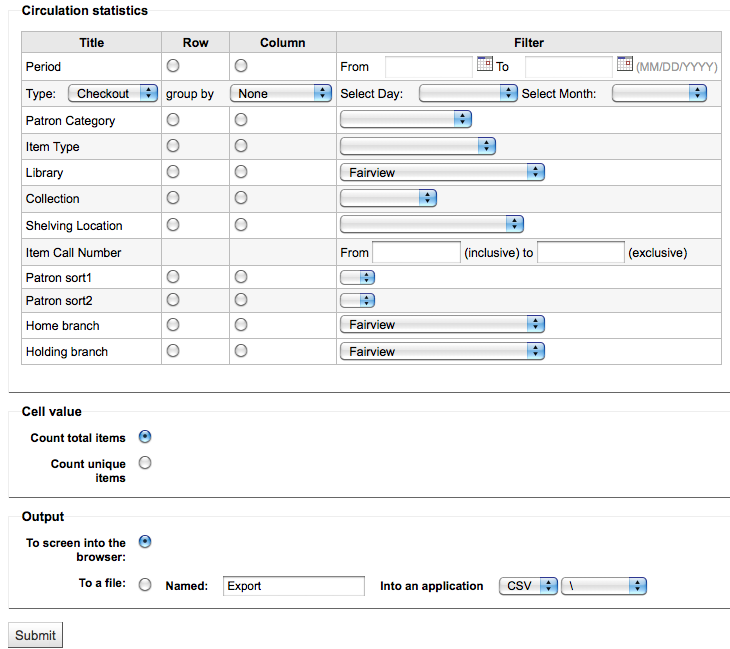 Circulation statistics
Title Row Column Filter
Period From To (MM/DD/YYYY)
Type: Checkout group by None Select Day: Select Month:
Patron Category
Item Type
Library Fairview
Collection
Shelving Location
Item Call Number From (inclusive) to (exclusive)
Patron sort1
Patron sort2
Home branch Fairview
Holding branch Fairview
Cell value
Count total items
Count unique
items
Output
To screen into the
browser:
To a file: Named: Export Into an application CSV \
Submit